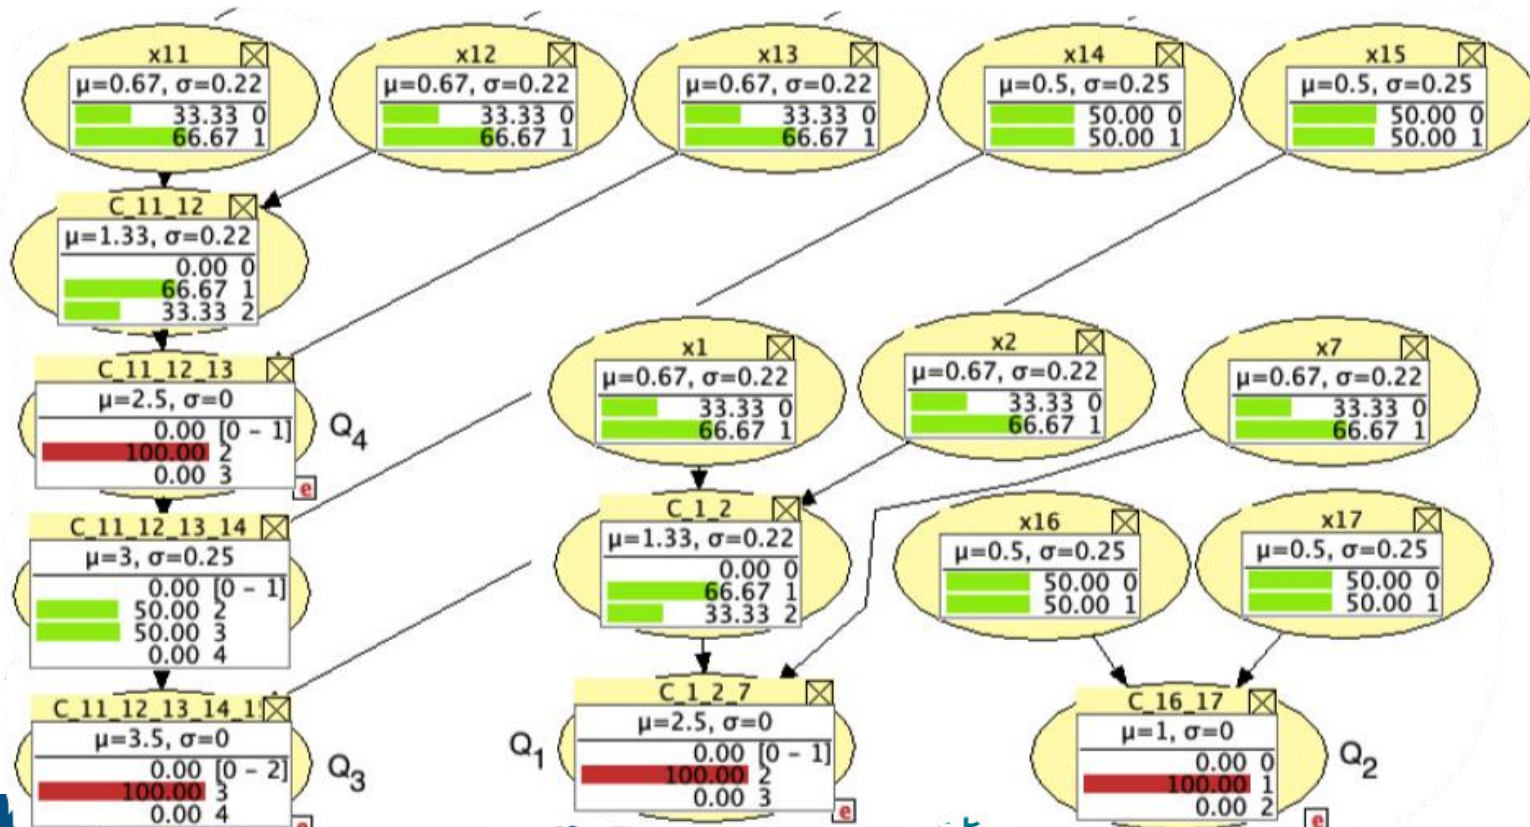 x11
μ=0.67, σ=0.22
33.33 0
66.67 1
x12
μ=0.67, σ=0.22
33.33 0
66.67 1
x13
μ=0.67, σ=0.22
33.33 0
66.67 1
x14
μ=0.5, σ=0.25
50.00 0
50.00 1
x15
μ=0.5, σ=0.25
50.00 0
50.00 1
C_11_12
μ=1.33, σ=0.22
0.00 0
66.67 1
33.33 2
C_11_12_13
μ=2.5, σ=0
0.00 [0 - 1]
100.00 2
0.00 3
e
Q4
x1
μ=0.67, σ=0.22
33.33 0
66.67 1
x2
μ=0.67, σ=0.22
33.33 0
66.67 1
x7
μ=0.67, σ=0.22
33.33 0
66.67 1
C_11_12_13_14
μ=3, σ=0.25
0.00 [0 - 1]
50.00 2
50.00 3
0.00 4
C_1_2
μ=1.33, σ=0.22
0.00 0
66.67 1
33.33 2
x16
μ=0.5, σ=0.25
50.00 0
50.00 1
x17
μ=0.5, σ=0.25
50.00 0
50.00 1
C_11_12_13_14_1
μ=3.5, σ=0
0.00 [0 - 2]
100.00 3
0.00 4
e
Q3
Q1
C_1_2_7
μ=2.5, σ=0
0.00 [0 - 1]
100.00 2
0.00 3
e
C_16_17
μ=1, σ=0
0.00 0
100.00 1
0.00 2
e
Q2